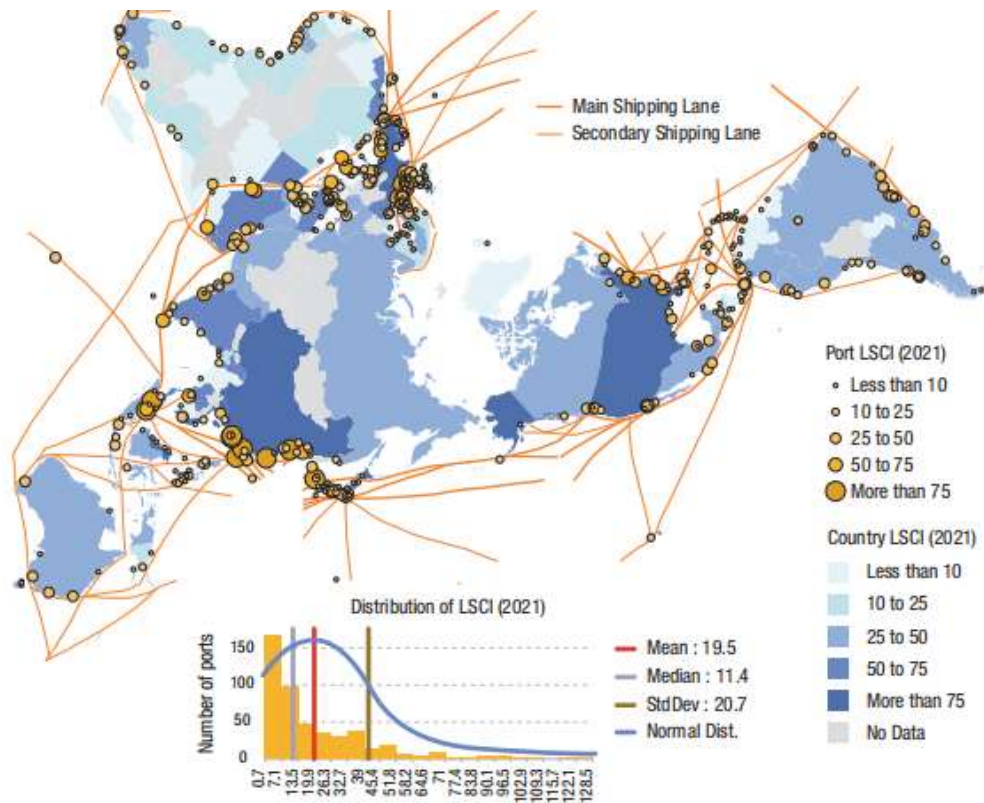 Main Shipping Lane
Secondary Shipping Lane
Port LSCI (2021)
Less than 10
10 to 25
25 to 50
50 to 75
More than 75
Country LSCI (2021)
Less than 10
10 to 25
25 to 50
50 to 75
More than 75
No Data
Distribution of LSCI (2021)
Number of ports
150
100
50
0
Mean : 19.5
Median : 11.4
StdDev : 20.7
Normal Dist.
0.7
7.1
13.5
19.9
26.3
32.7
39
45.4
51.8
58.2
64.6
71
77.4
83.8
90.1
96.5
102.9
109.3
115.7
122.1
128.5